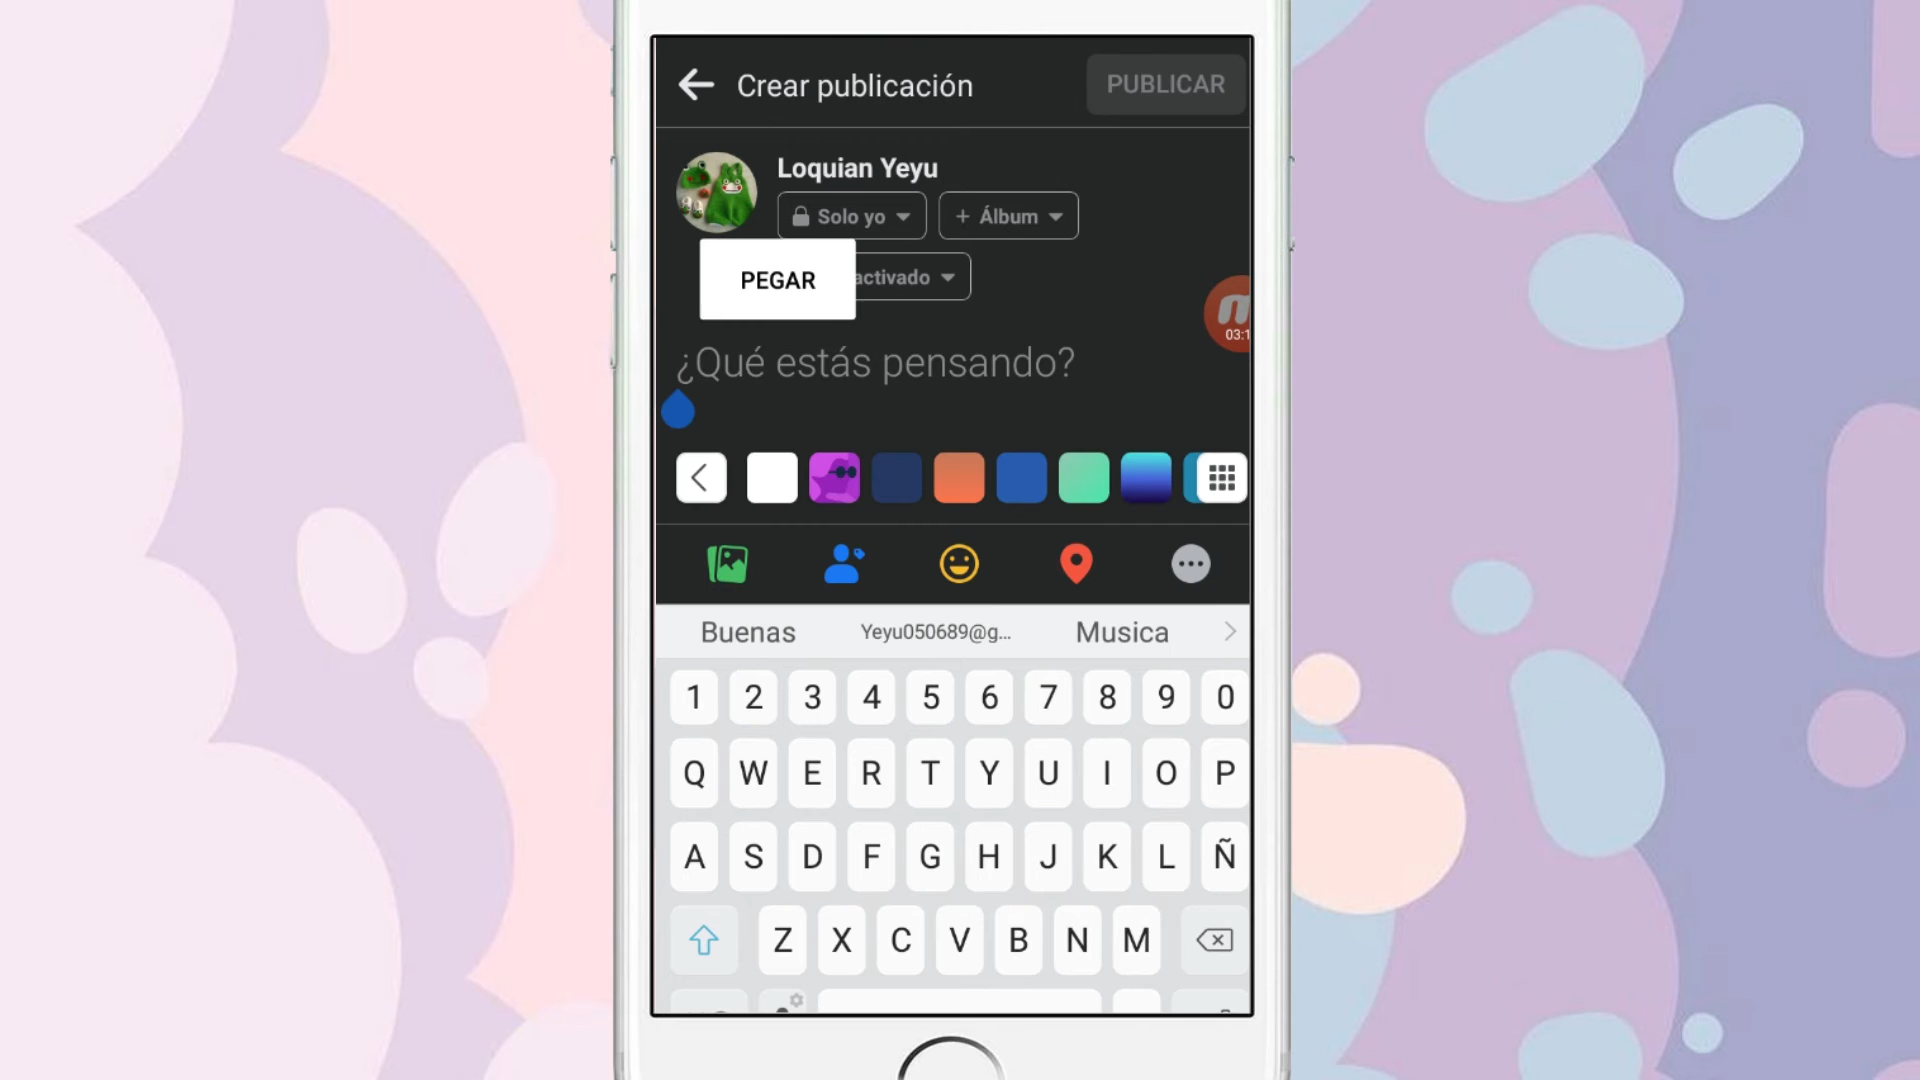 Crear publicación
PUBLICAR
Loquian Yeyu
Solo yo
+ Álbum
PEGAR
activado
03:1
¿Qué estás pensando?
Buenas
Yeyu050689@g...
Musica
1 2 3 4 5 6 7 8 9 0
Q W E R T Y U I O P
A S D F G H J K L Ñ
Z X C V B N M